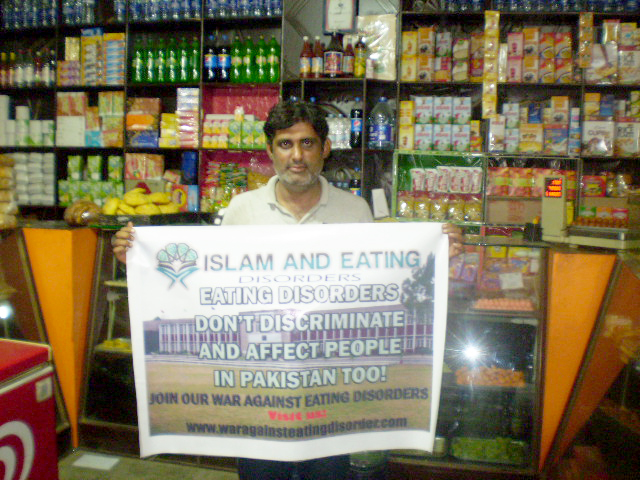 ISLAM AND EATING
DISORDERS
EATING DISORDERS
DON'T DISCRIMINATE
AND AFFECT PEOPLE
IN PAKISTAN TOO!
JOIN OUR WAR AGAINST EATING DISORDERS
Visit us:
www.waragainsteatingdisorder.com